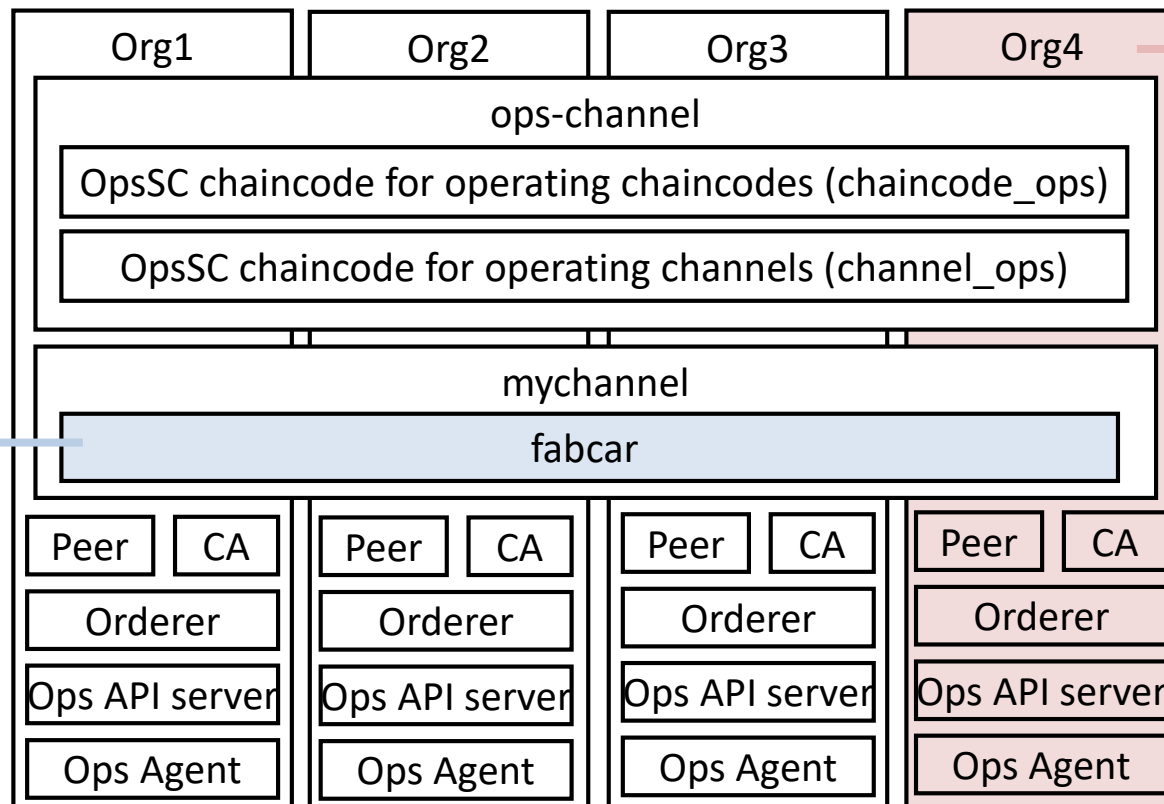 Org1
Org2
Org3
Org4
ops-channel
OpsSC chaincode for operating chaincodes (chaincode_ops)
OpsSC chaincode for operating channels (channel_ops)
mychannel
fabcar
Peer
CA
Peer
CA
Peer
CA
Peer
CA
Orderer
Orderer
Orderer
Orderer
Ops API server
Ops API server
Ops API server
Ops API server
Ops Agent
Ops Agent
Ops Agent
Ops Agent